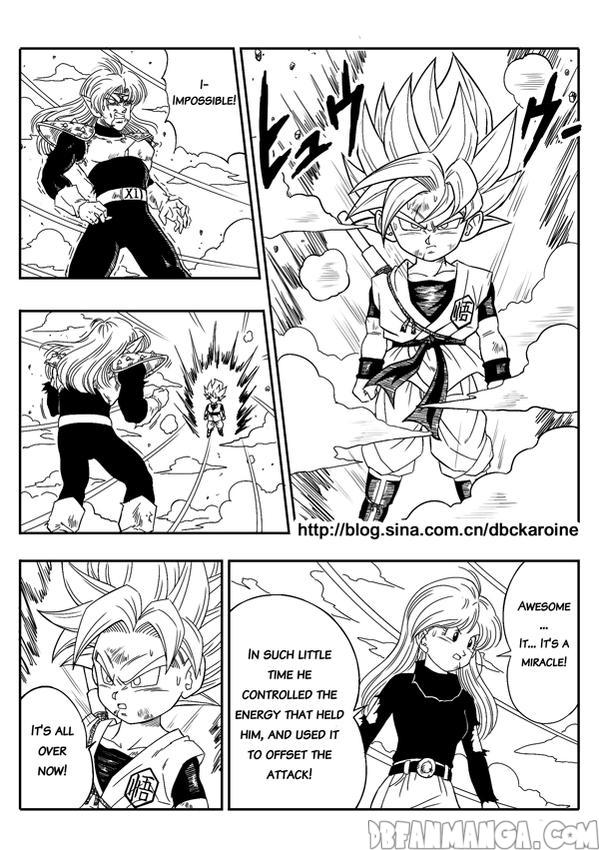 I-
IMPOSSIBLE!
ヒュウ
ウ
http://blog.sina.com.cn/dbckaroine
悟
XII
AWESOME
...
IT... IT'S A
MIRACLE!
IN SUCH LITTLE
TIME HE
CONTROLLED THE
ENERGY THAT HELD
HIM, AND USED IT
TO OFFSET THE
ATTACK!
IT'S ALL
OVER
NOW!
悟
DBFANMANGA.COM